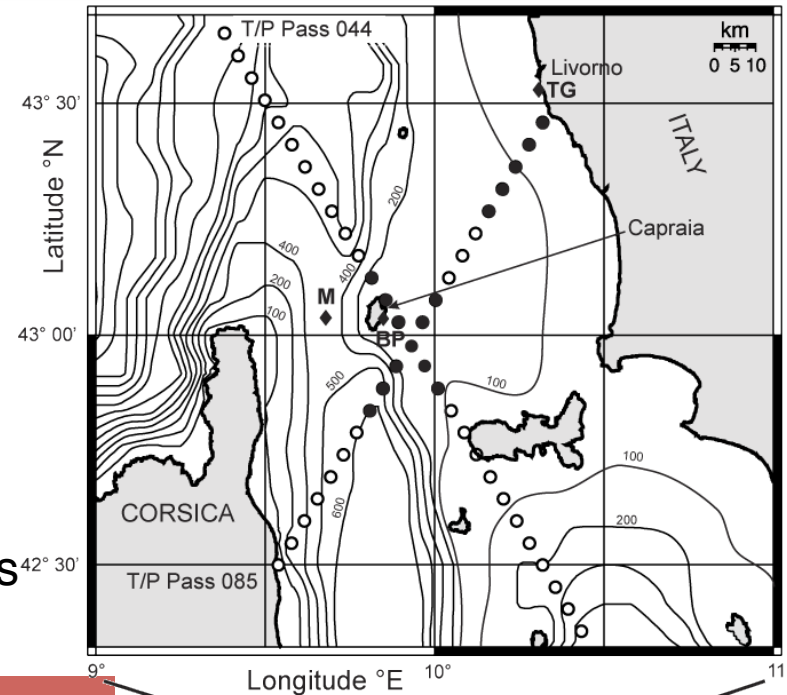 T/P Pass 044
km
0 5 10
Livorno
TG
43° 30'
ITALY
Latitude °N
200
Capraia
400
400
200
M
100
43° 00'
BP
500
100
100
600
CORSICA
200
s
42° 30'
T/P Pass 085
9°
10°
11
Longitude °E